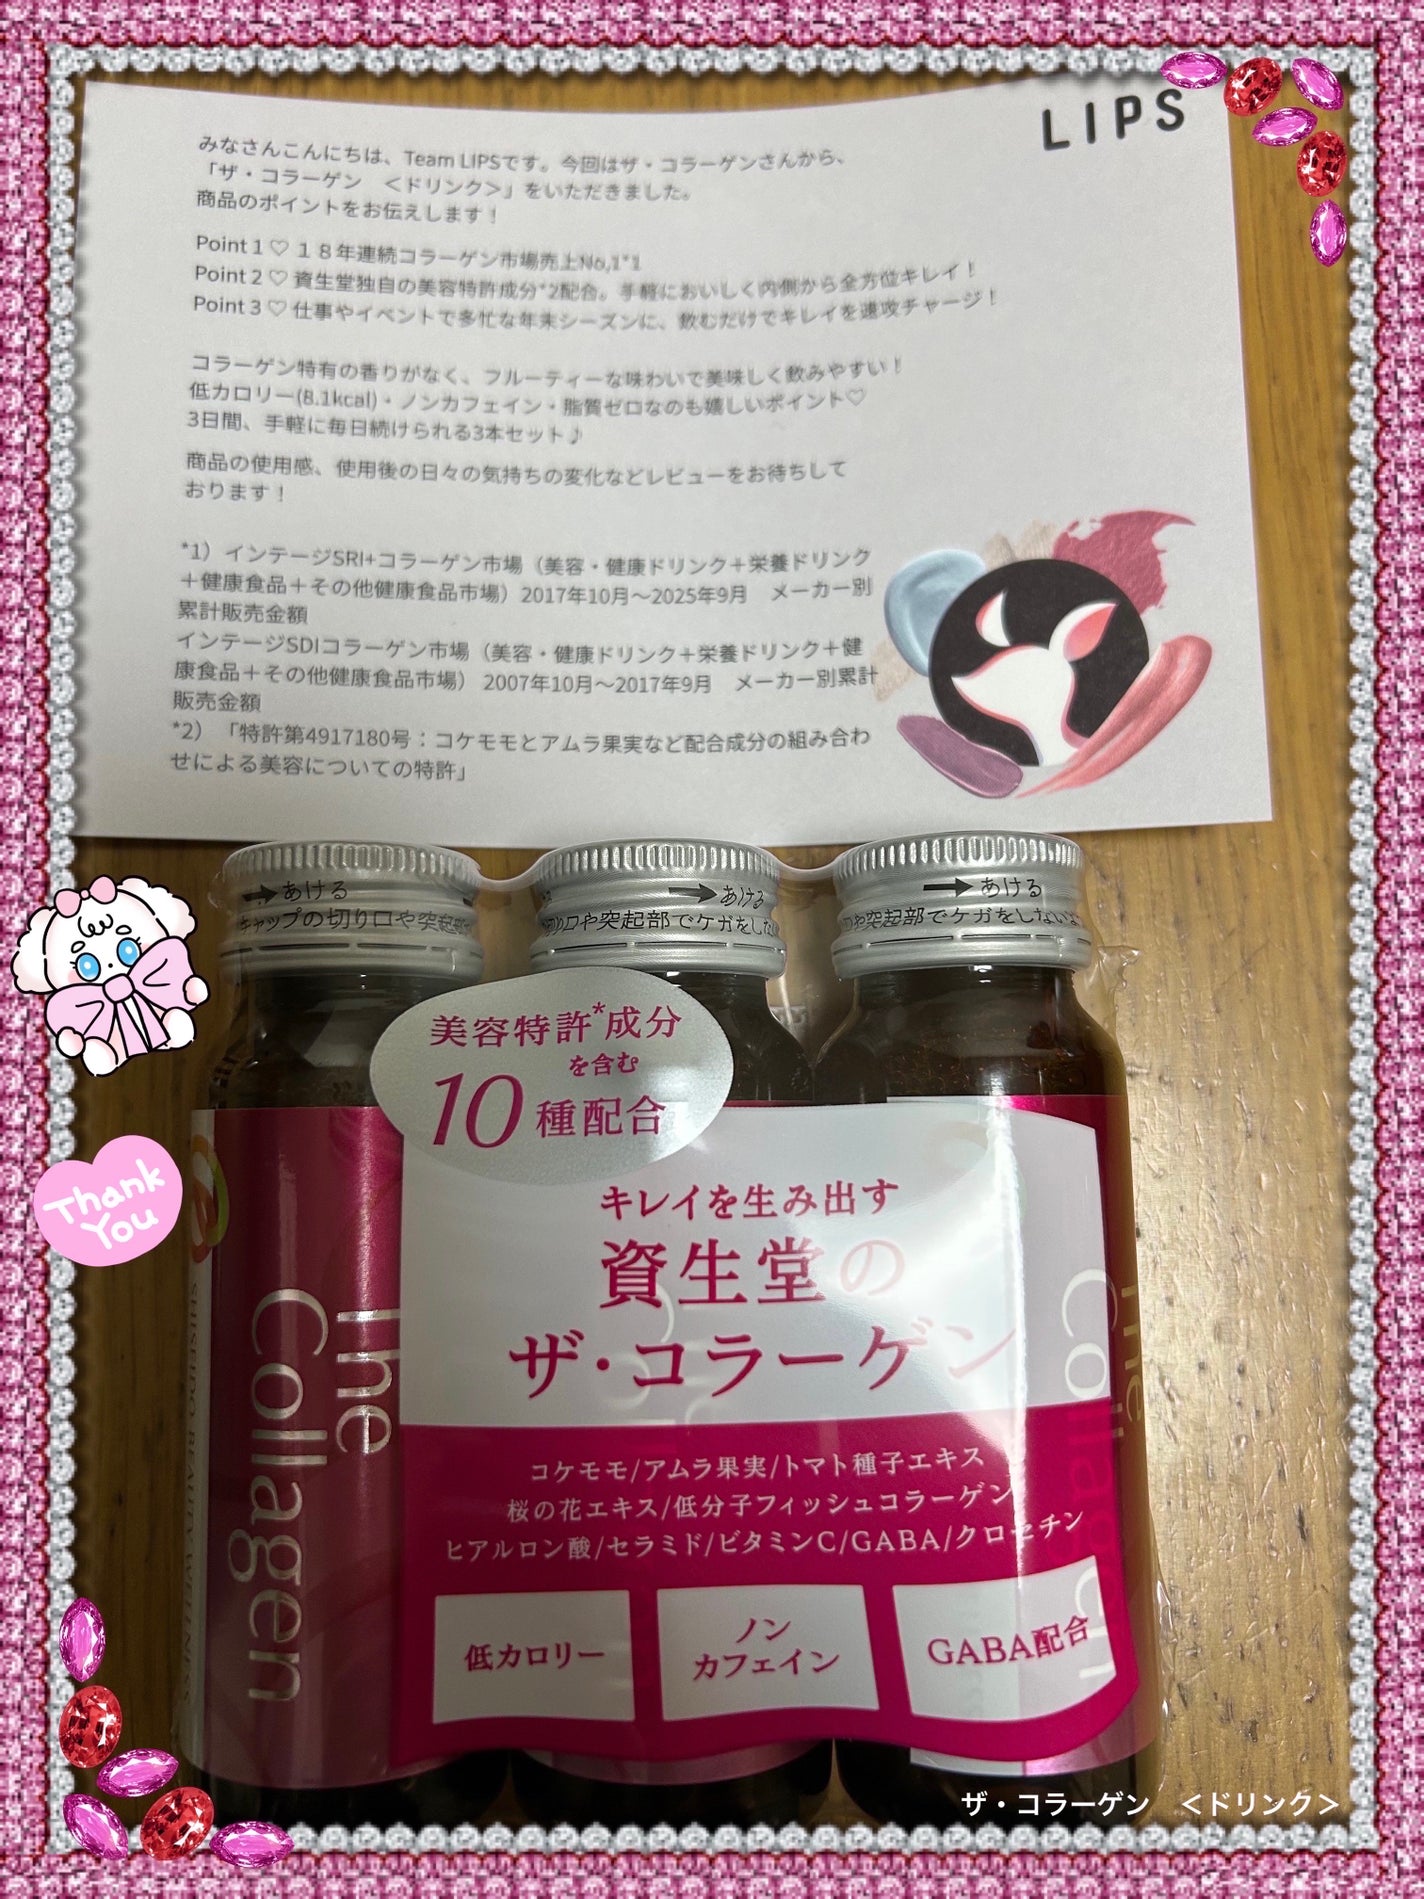 LIPS
みなさんこんにちは、Team LIPSです。今回はザ・コラーゲンさんから、
「ザ・コラーゲン　＜ドリンク＞」をいただきました。
商品のポイントをお伝えします！
Point 1 ♡ １８年連続コラーゲン市場売上No,1*1
Point 2 ♡ 資生堂独自の美容特許成分*2配合。手軽においしく内側から全方位キレイ！
Point 3 ♡ 仕事やイベントで多忙な年末シーズンに、飲むだけでキレイを速攻チャージ！
コラーゲン特有の香りがなく、フルーティーな味わいで美味しく飲みやすい！
低カロリー(8.1kcal)・ノンカフェイン・脂質ゼロなのも嬉しいポイント♡
3日間、手軽に毎日続けられる3本セット♪
商品の使用感、使用後の日々の気持ちの変化などレビューをお待ちして
おります！
*1）インテージSRI+コラーゲン市場（美容・健康ドリンク＋栄養ドリンク
＋健康食品＋その他健康食品市場）2017年10月～2025年9月　メーカー別
累計販売金額
インテージSDIコラーゲン市場（美容・健康ドリンク＋栄養ドリンク＋健
康食品＋その他健康食品市場） 2007年10月～2017年9月　メーカー別累計
販売金額
*2）「特許第4917180号：コケモモとアムラ果実など配合成分の組み合わ
せによる美容についての特許」
→あける
キャップの切り口や突起部
→あける
切り口や突起部でケガをしな
→あける
口や突起部でケガをしないよ
Thank
You
美容特許*成分
を含む
10種配合
キレイを生み出す
資生堂の
ザ・コラーゲン
コケモモ/アムラ果実/トマト種子エキス
桜の花エキス/低分子フィッシュコラーゲン
ヒアルロン酸/セラミド/ビタミンC/GABA/クロセチン
低カロリー
ノン
カフェイン
GABA配合
The
Collagen
SHISEIDO BEAUTY WELLNESS
The
Collagen
ザ・コラーゲン　＜ドリンク＞